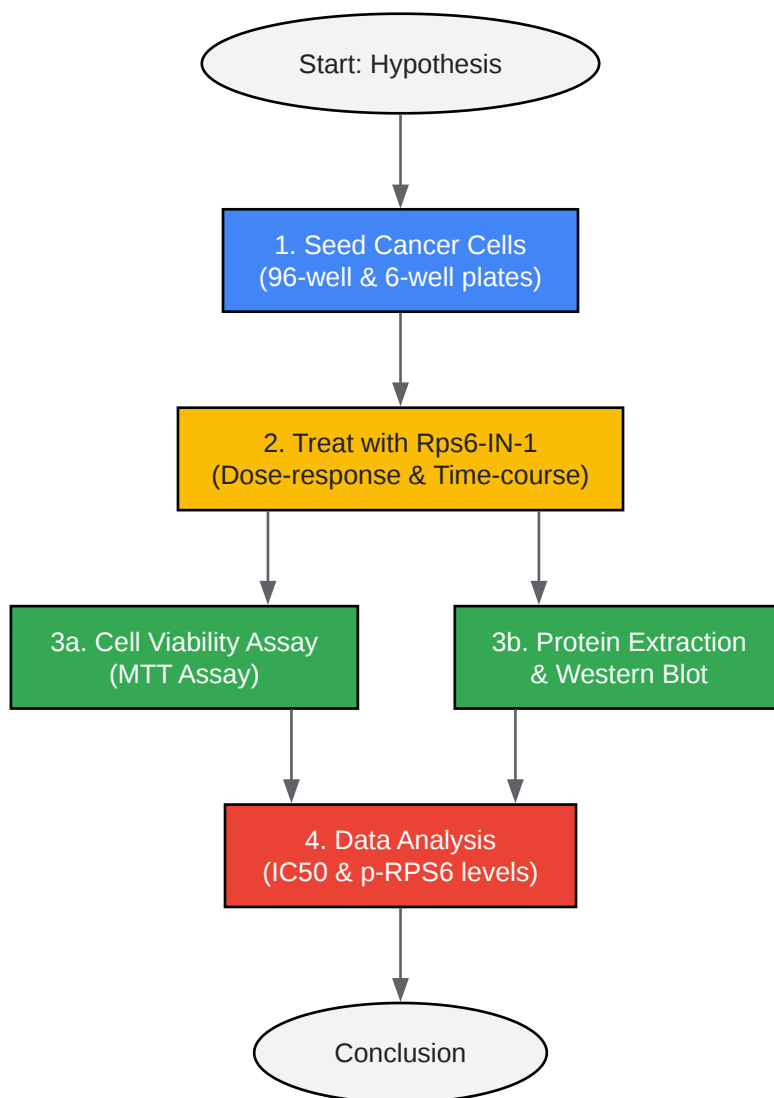 Start: Hypothesis
1. Seed Cancer Cells
(96-well & 6-well plates)
2. Treat with Rps6-IN-1
(Dose-response & Time-course)
3a. Cell Viability Assay
(MTT Assay)
3b. Protein Extraction
& Western Blot
4. Data Analysis
(IC50 & p-RPS6 levels)
Conclusion